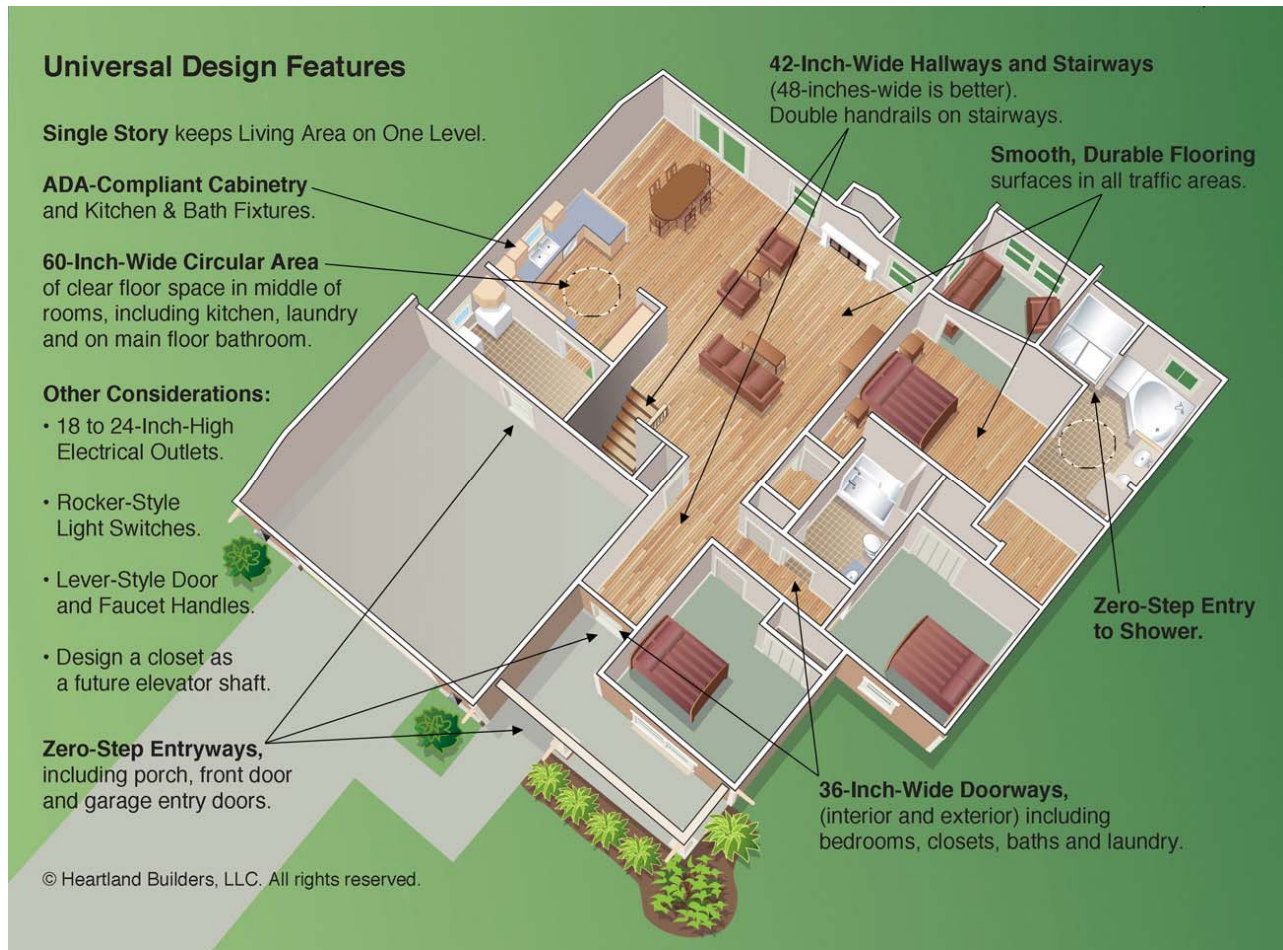 Universal Design Features
Single Story keeps Living Area on One Level.
ADA-Compliant Cabinetry
and Kitchen & Bath Fixtures.
60-Inch-Wide Circular Area
of clear floor space in middle of
rooms, including kitchen, laundry
and on main floor bathroom.
Other Considerations:
• 18 to 24-Inch-High
Electrical Outlets.
• Rocker-Style
Light Switches.
• Lever-Style Door
and Faucet Handles.
• Design a closet as
a future elevator shaft.
Zero-Step Entryways,
including porch, front door
and garage entry doors.
© Heartland Builders, LLC. All rights reserved.
42-Inch-Wide Hallways and Stairways
(48-inches-wide is better).
Double handrails on stairways.
Smooth, Durable Flooring
surfaces in all traffic areas.
Zero-Step Entry
to Shower.
36-Inch-Wide Doorways,
(interior and exterior) including
bedrooms, closets, baths and laundry.